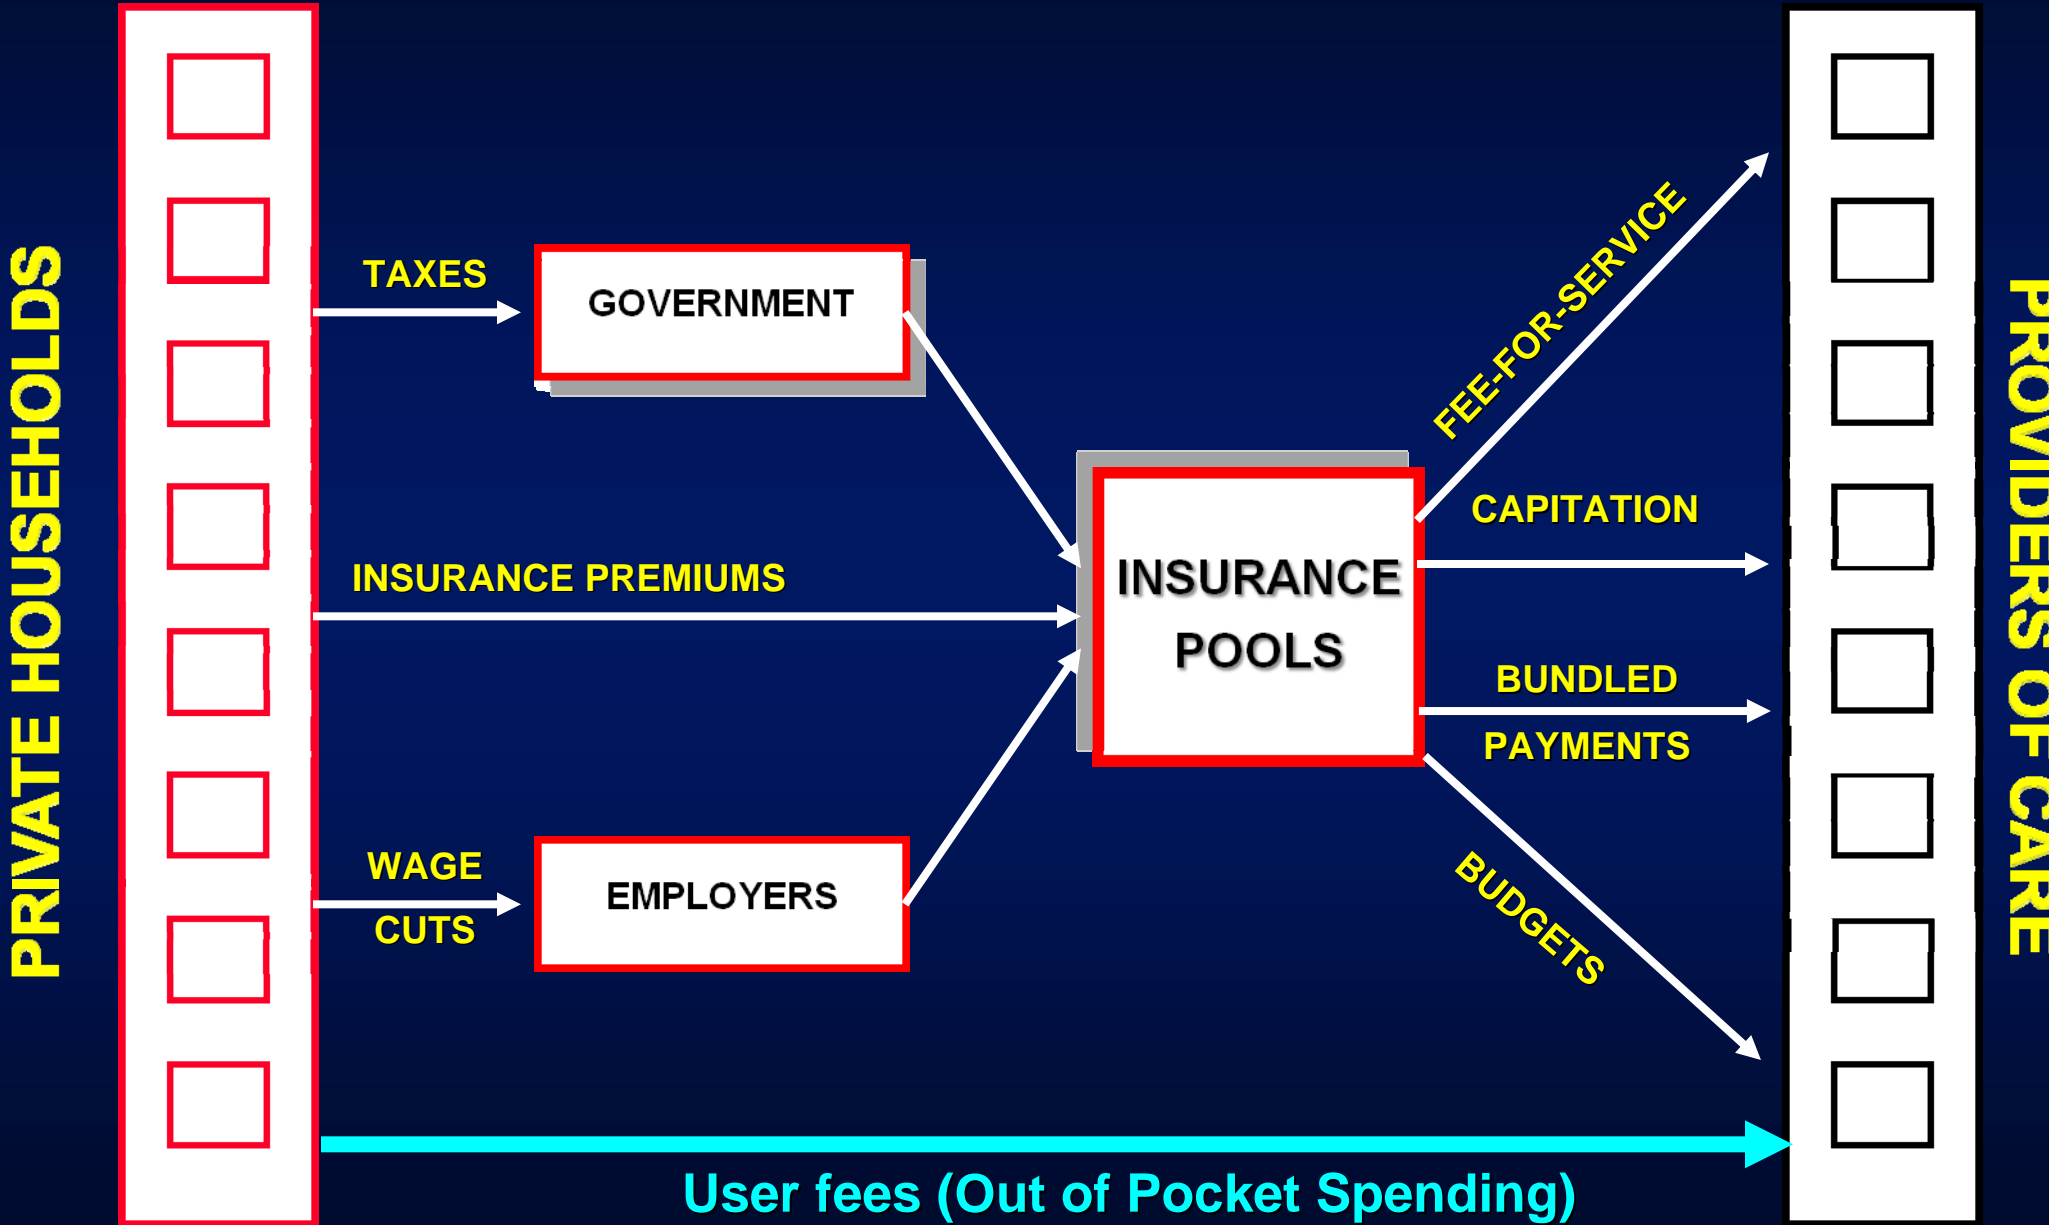 PRIVATE HOUSEHOLDS
TAXES
GOVERNMENT
INSURANCE PREMIUMS
WAGE
CUTS
EMPLOYERS
INSURANCE
POOLS
FEE-FOR-SERVICE
CAPITATION
BUNDLED
PAYMENTS
BUDGETS
PROVIDERS OF CARE
User fees (Out of Pocket Spending)